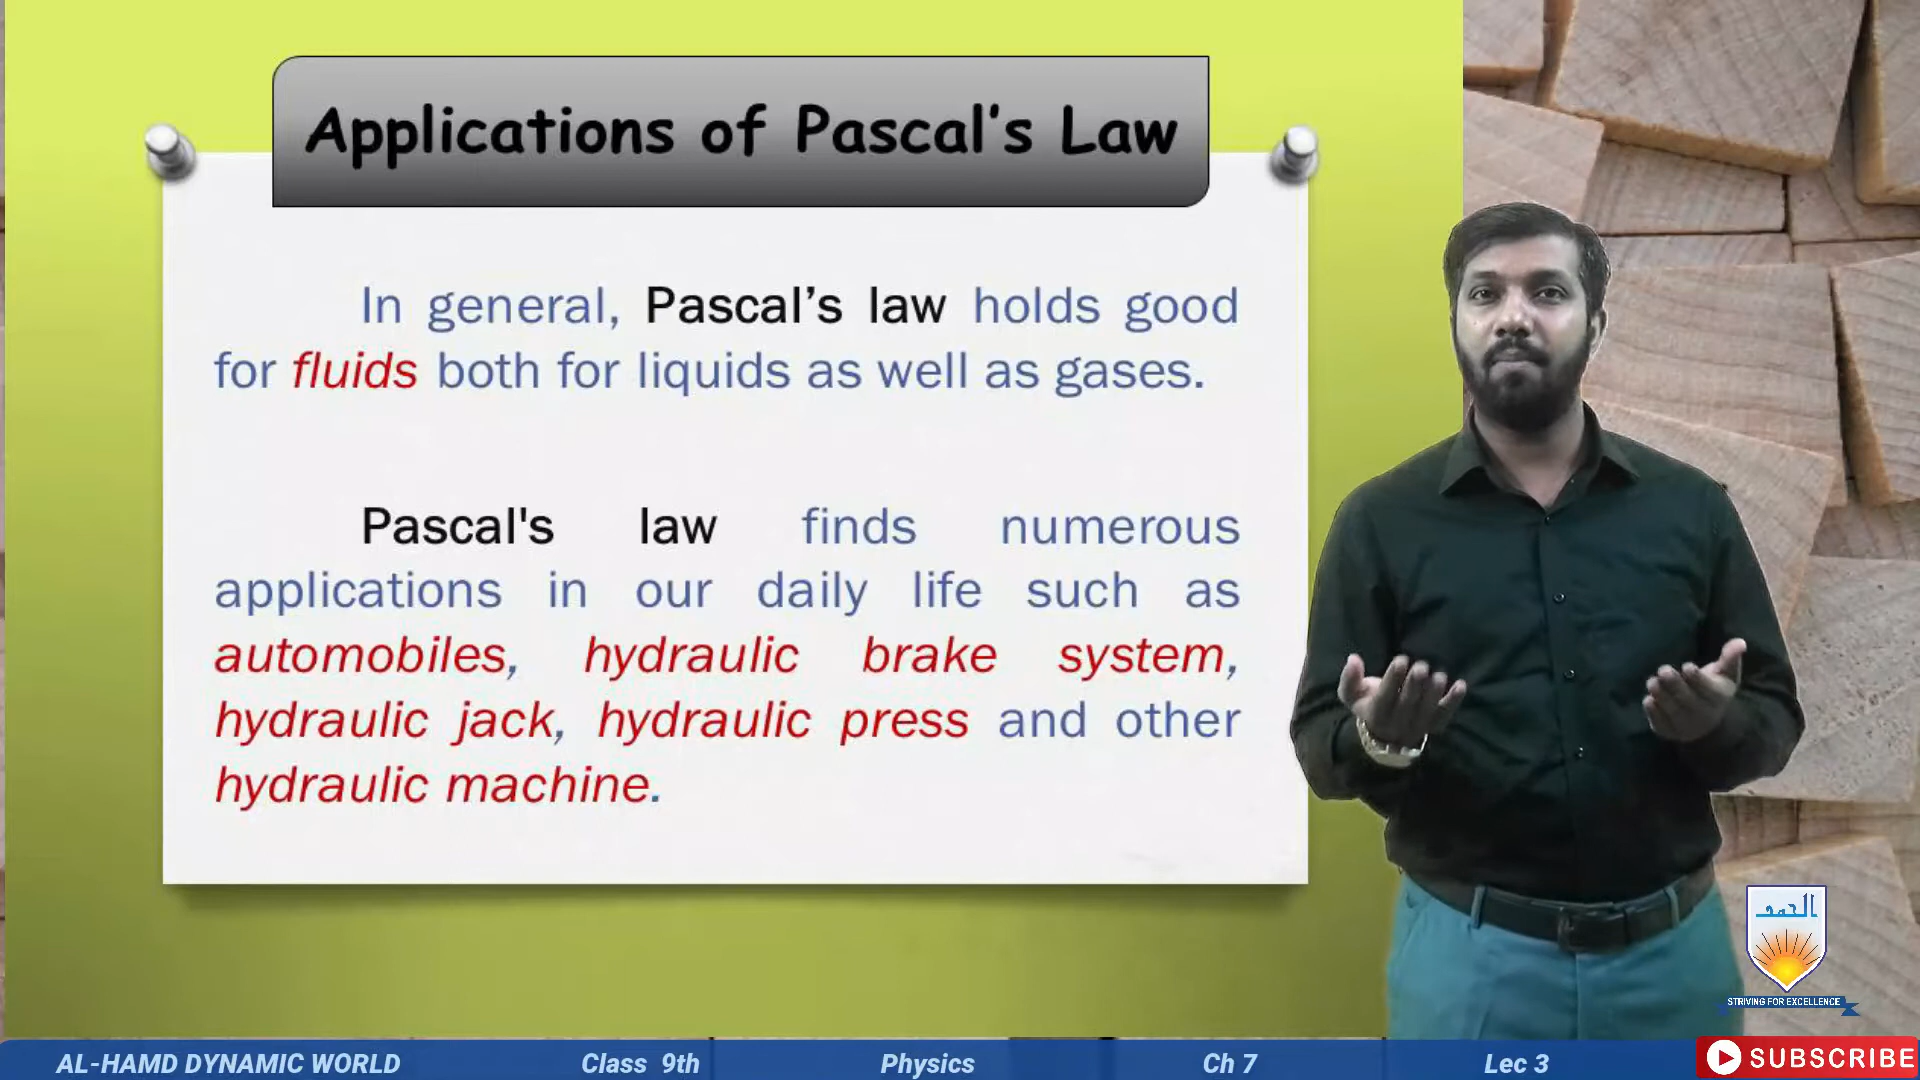 Applications of Pascal’s Law
In general, Pascal’s law holds good
for fluids both for liquids as well as gases.
Pascal's law finds numerous
applications in our daily life such as
automobiles, hydraulic brake system,
hydraulic jack, hydraulic press and other
hydraulic machine.
الحمد
STRIVING FOR EXCELLENCE
AL-HAMD DYNAMIC WORLD Class 9th Physics Ch 7 Lec 3 SUBSCRIBE